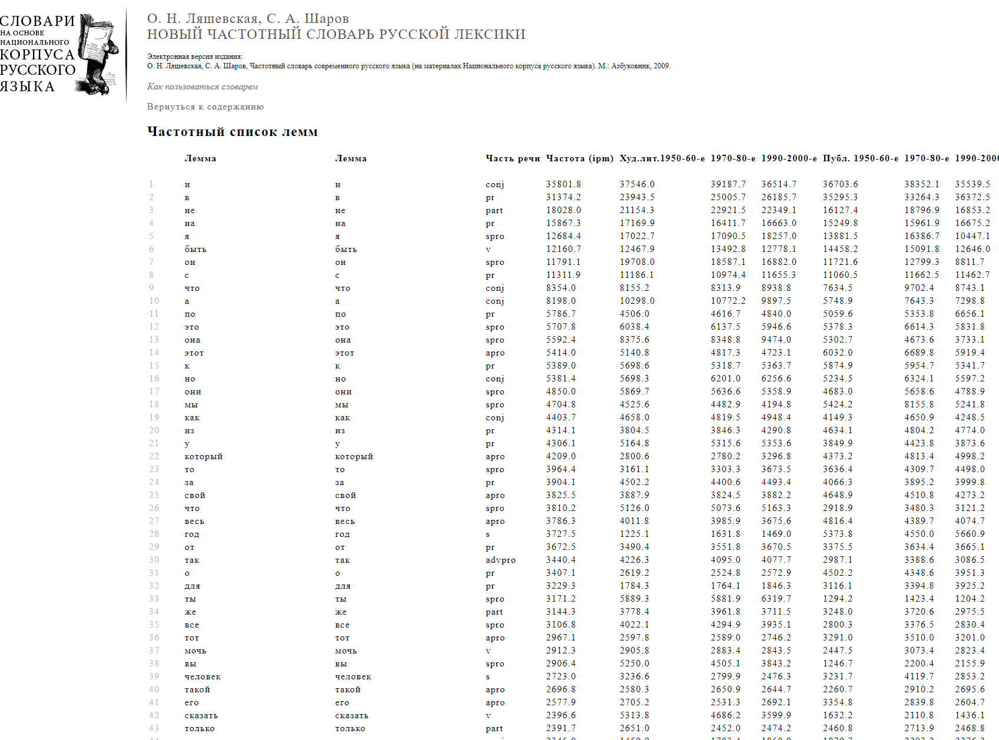 СЛОВАРИ
НА ОСНОВЕ
НАЦИОНАЛЬНОГО
КОРПУСА
РУССКОГО
ЯЗЫКА
О. Н. Ляшевская, С. А. Шаров
НОВЫЙ ЧАСТОТНЫЙ СЛОВАРЬ РУССКОЙ ЛЕКСИКИ
Электронная версия издания:
О. Н. Ляшевская, С. А. Шаров, Частотный словарь современного русского языка (на материалах Национального корпуса русского языка). М.: Азбуковник, 2009.
Как пользоваться словарем
Вернуться к содержанию
Частотный список лемм
Лемма Лемма Часть речи Частота (ipm) Худ.лит.1950-60-е 1970-80-е 1990-2000-е Публ. 1950-60-е 1970-80-е 1990-200
1 и и conj 35801.8 37546.0 39187.7 36514.7 36703.6 38352.1 35539.5
2 в в pr 31374.2 23943.5 25005.7 26185.7 35295.3 33264.3 36372.5
3 не не part 18028.0 21154.3 22921.5 22349.1 16127.4 18796.9 16853.2
4 на на pr 15867.3 17169.9 16411.7 16663.0 15249.8 15961.9 16675.2
5 я я spro 12684.4 17022.7 17090.5 18257.0 13881.5 16386.7 10447.1
6 быть быть v 12160.7 12467.9 13492.8 12778.1 14458.2 15091.8 12646.0
7 он он spro 11791.1 19708.0 18587.1 16882.0 11721.6 12799.3 8811.7
8 с с pr 11311.9 11186.1 10974.4 11655.3 11060.5 11662.5 11462.7
9 что что conj 8354.0 8155.2 8313.9 8938.8 7634.5 9702.4 8743.1
10 а а conj 8198.0 10298.0 10772.2 9897.5 5748.9 7643.3 7298.8
11 по по pr 5786.7 4506.0 4616.7 4840.0 5059.6 5353.8 6656.1
12 это это spro 5707.8 6038.4 6137.5 5946.6 5378.3 6614.3 5831.8
13 она она spro 5592.4 8375.6 8348.8 9474.0 5302.7 4673.6 3733.1
14 этот этот apro 5414.0 5140.8 4817.3 4723.1 6032.0 6689.8 5919.4
15 к к pr 5389.0 5698.6 5318.7 5363.7 5874.9 5954.7 5341.7
16 но но conj 5381.4 5698.3 6201.0 6256.6 5234.5 6324.1 5597.2
17 они они spro 4850.0 5869.7 5636.6 5358.9 4683.0 5658.6 4788.9
18 мы мы spro 4704.8 4525.6 4482.9 4194.8 5424.2 8155.8 5241.8
19 как как conj 4403.7 4658.0 4819.5 4948.4 4149.3 4650.9 4248.5
20 из из pr 4314.1 3804.5 3846.3 4290.8 4634.1 4804.2 4774.0
21 у у pr 4306.1 5164.8 5315.6 5353.6 3849.9 4423.8 3873.6
22 который который apro 4209.0 2800.6 2780.2 3296.8 4373.2 4813.4 4998.2
23 то то spro 3964.4 3161.1 3303.3 3673.5 3636.4 4309.7 4498.0
24 за за pr 3904.1 4502.2 4400.6 4493.4 4066.3 3895.2 3999.8
25 свой свой apro 3825.5 3887.9 3824.5 3882.2 4648.9 4510.8 4273.2
26 что что spro 3810.2 5126.0 5073.6 5163.3 2918.9 3480.3 3121.2
27 весь весь apro 3786.3 4011.8 3985.9 3675.6 4816.4 4389.7 4074.7
28 год год s 3727.5 1225.1 1631.8 1469.0 5373.8 4550.0 5660.9
29 от от pr 3672.5 3490.4 3551.8 3670.5 3375.5 3634.4 3665.1
30 так так advpro 3440.4 4226.3 4095.0 4077.7 2987.1 3388.6 3086.5
31 о о pr 3407.1 2619.2 2524.8 2572.9 4502.2 4348.6 3951.3
32 для для pr 3229.3 1784.3 1764.1 1846.3 3116.1 3394.8 3925.2
33 ты ты spro 3171.2 5889.3 5881.9 6319.7 1294.2 1423.4 1204.2
34 же же part 3144.3 3778.4 3961.8 3711.5 3248.0 3720.6 2975.5
35 все все spro 3106.8 4022.1 4294.9 3935.1 2800.3 3376.5 2830.4
36 тот тот apro 2967.1 2597.8 2589.0 2746.2 3291.0 3510.0 3201.0
37 мочь мочь v 2912.3 2905.8 2883.4 2843.5 2447.5 3073.4 2823.4
38 вы вы spro 2906.4 5250.0 4505.1 3843.2 1246.7 2200.4 2155.9
39 человек человек s 2723.0 3236.6 2799.9 2476.3 3231.7 4119.7 2853.2
40 такой такой apro 2696.8 2580.3 2650.9 2644.7 2260.7 2910.2 2695.6
41 его его apro 2577.9 2705.2 2531.3 2692.1 3354.8 2839.8 2604.7
42 сказать сказать v 2396.6 5313.8 4686.2 3599.9 1632.2 2110.8 1436.1
43 только только part 2391.7 2651.0 2452.0 2474.2 2460.8 2713.9 2468.8